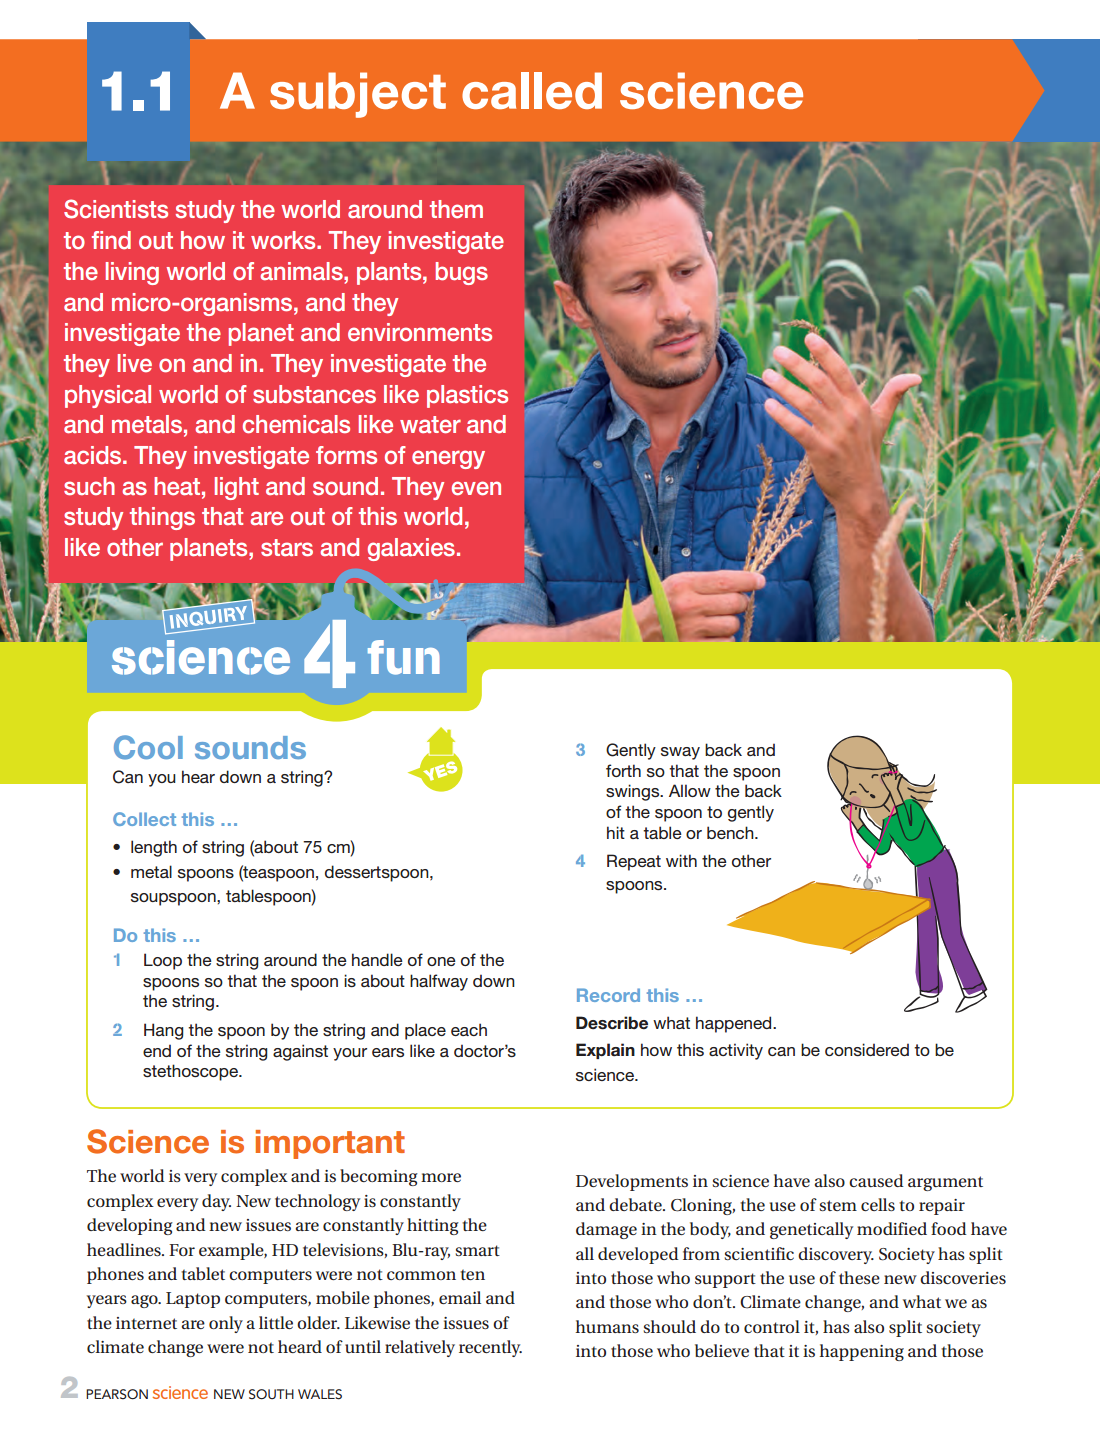 1.1
A subject called science
Scientists study the world around them
to find out how it works. They investigate
the living world of animals, plants, bugs
and micro-organisms, and they
investigate the planet and environments
they live on and in. They investigate the
physical world of substances like plastics
and metals, and chemicals like water and
acids. They investigate forms of energy
such as heat, light and sound. They even
study things that are out of this world,
like other planets, stars and galaxies.
INQUIRY
science 4 fun
Cool sounds
Can you hear down a string?
YES
Collect this ...
• length of string (about 75 cm)
• metal spoons (teaspoon, dessertspoon,
soupspoon, tablespoon)
Do this ...
1 Loop the string around the handle of one of the
spoons so that the spoon is about halfway down
the string.
2 Hang the spoon by the string and place each
end of the string against your ears like a doctor's
stethoscope.
3 Gently sway back and
forth so that the spoon
swings. Allow the back
of the spoon to gently
hit a table or bench.
4 Repeat with the other
spoons.
Record this ...
Describe what happened.
Explain how this activity can be considered to be
science.
Science is important
The world is very complex and is becoming more
complex every day. New technology is constantly
developing and new issues are constantly hitting the
headlines. For example, HD televisions, Blu-ray, smart
phones and tablet computers were not common ten
years ago. Laptop computers, mobile phones, email and
the internet are only a little older. Likewise the issues of
climate change were not heard of until relatively recently.
Developments in science have also caused argument
and debate. Cloning, the use of stem cells to repair
damage in the body, and genetically modified food have
all developed from scientific discovery. Society has split
into those who support the use of these new discoveries
and those who don't. Climate change, and what we as
humans should do to control it, has also split society
into those who believe that it is happening and those
2 PEARSON science NEW SOUTH WALES